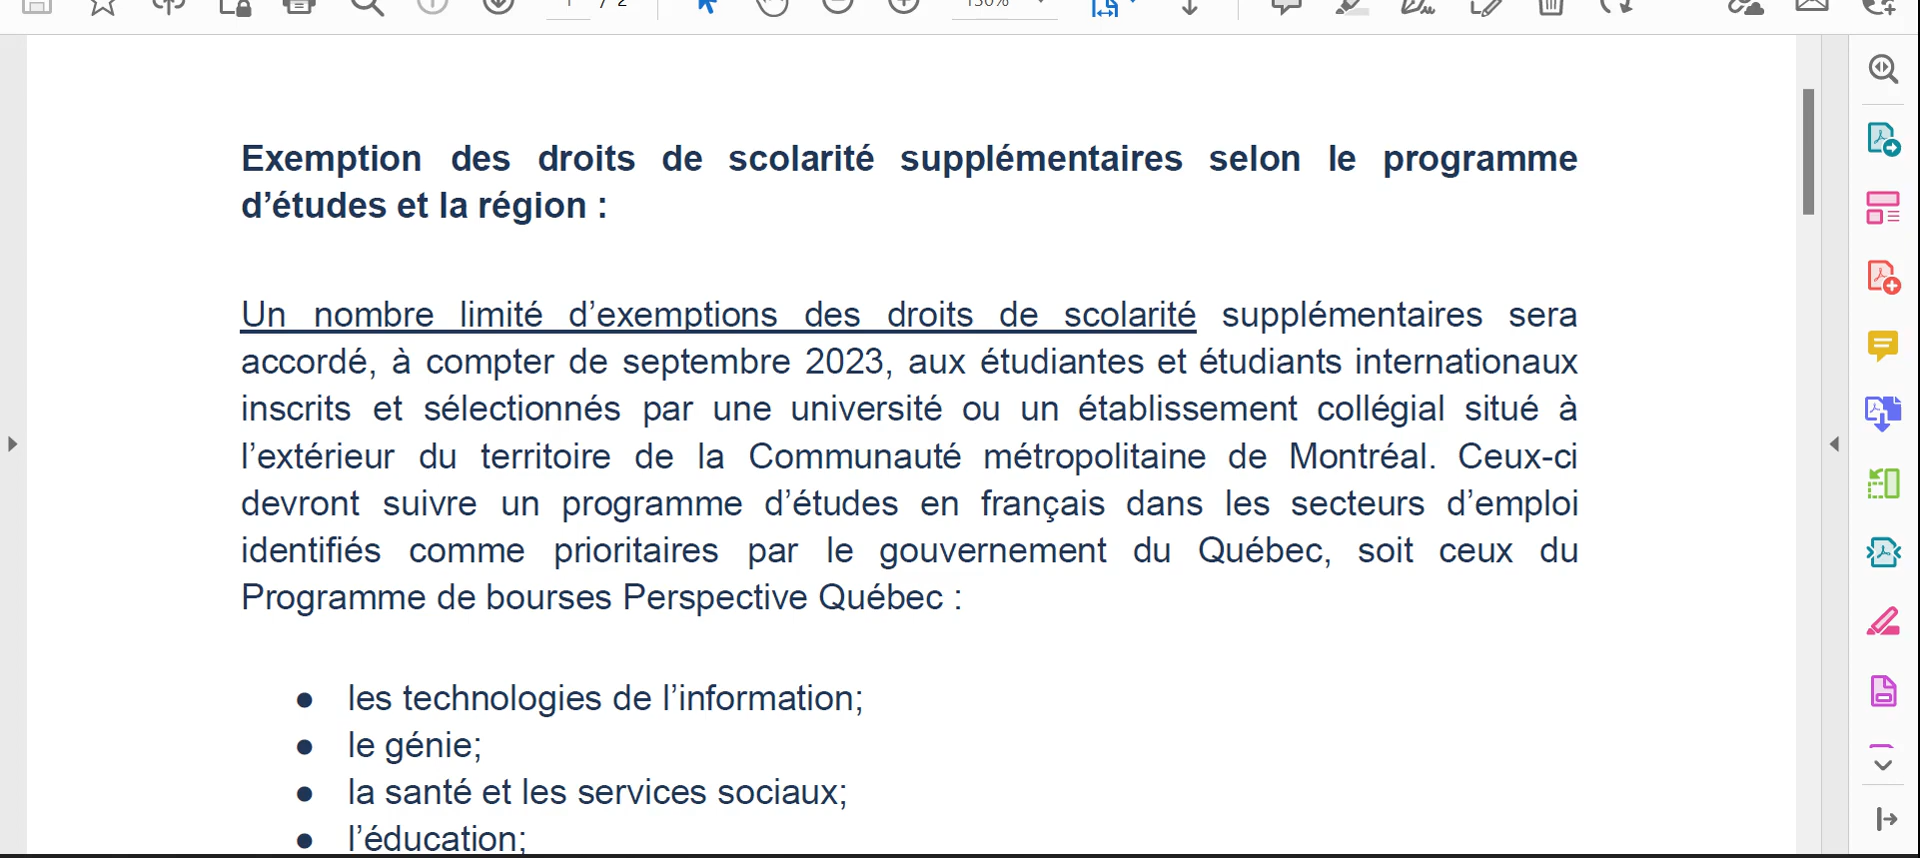 Exemption des droits de scolarité supplémentaires selon le programme
d’études et la région :
Un nombre limité d’exemptions des droits de scolarité supplémentaires sera
accordé, à compter de septembre 2023, aux étudiantes et étudiants internationaux
inscrits et sélectionnés par une université ou un établissement collégial situé à
l’extérieur du territoire de la Communauté métropolitaine de Montréal. Ceux-ci
devront suivre un programme d’études en français dans les secteurs d’emploi
identifiés comme prioritaires par le gouvernement du Québec, soit ceux du
Programme de bourses Perspective Québec :
● les technologies de l’information;
● le génie;
● la santé et les services sociaux;
● l’éducation;